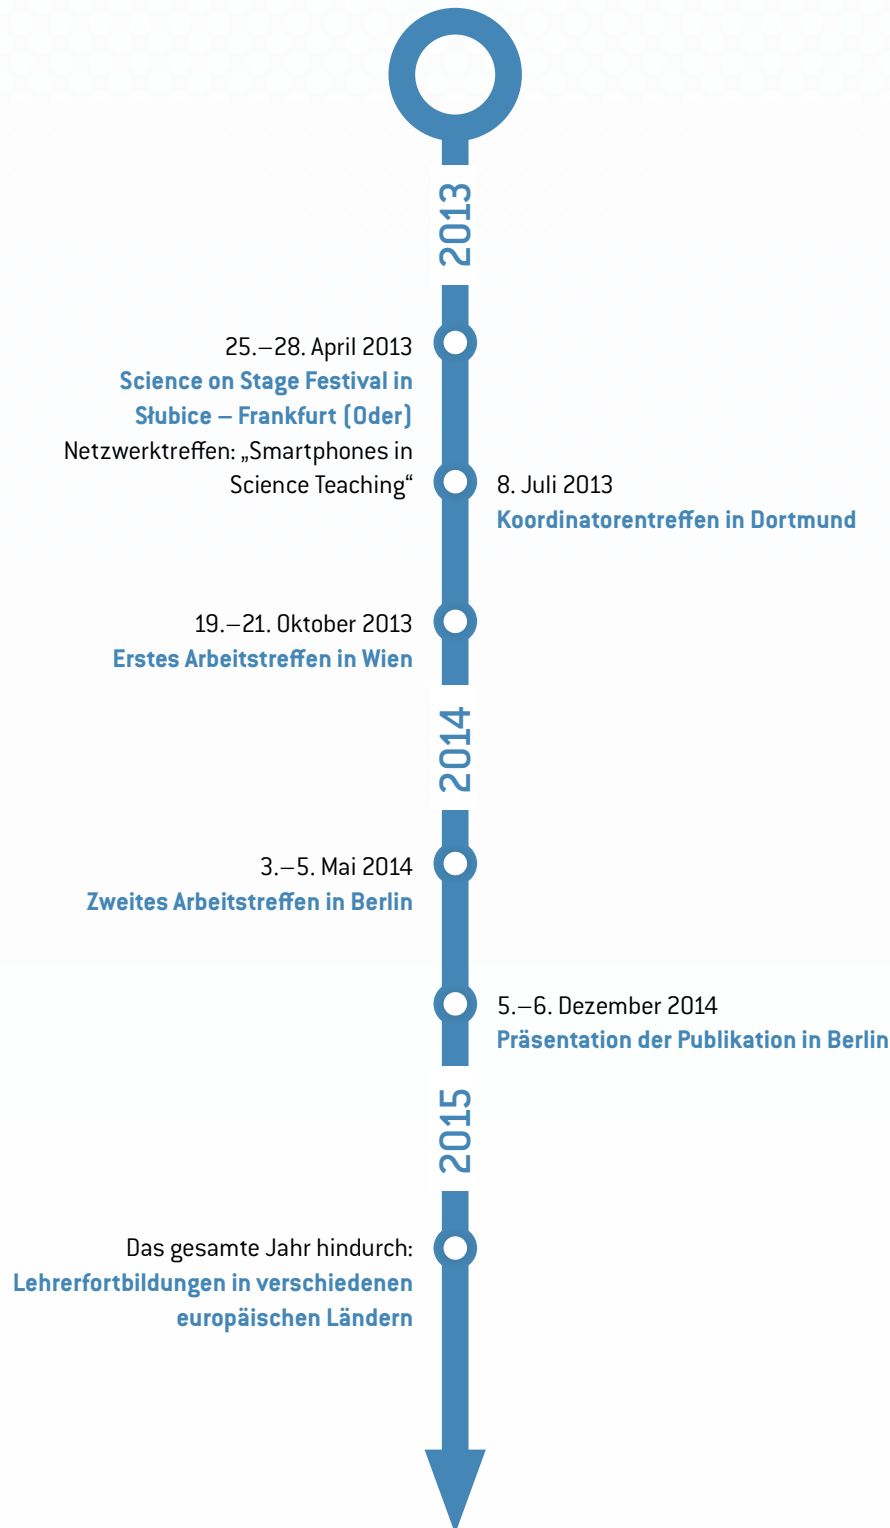 2013
25.–28. April 2013
Science on Stage Festival in
Słubice – Frankfurt (Oder)
Netzwerktreffen: „Smartphones in
Science Teaching“
8. Juli 2013
Koordinatorentreffen in Dortmund
19.–21. Oktober 2013
Erstes Arbeitstreffen in Wien
2014
3.–5. Mai 2014
Zweites Arbeitstreffen in Berlin
5.–6. Dezember 2014
Präsentation der Publikation in Berlin
2015
Das gesamte Jahr hindurch:
Lehrerfortbildungen in verschiedenen
europäischen Ländern